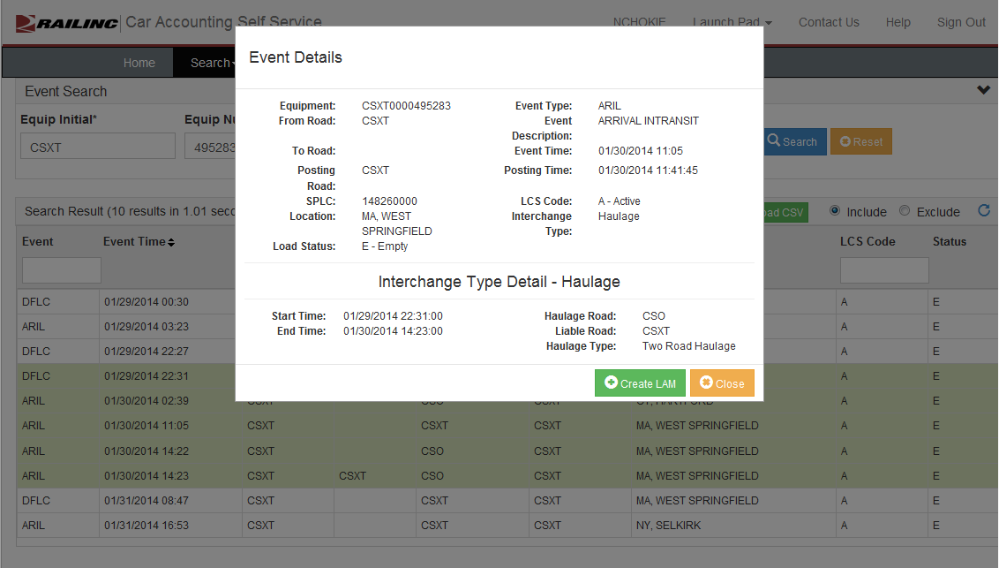 RAILINC Car Accounting Self Service
NCHOKIE Launch Pad Contact Us Help Sign Out
Home Search
Event Details
Event Search
Equip Initial* Equip
CSXT 495283
Search Reset
Equipment: CSXT0000495283 Event Type: ARIL
From Road: CSXT Event Description: ARRIVAL INTRANSIT
To Road: Event Time: 01/30/2014 11:05
Posting Road: CSXT Posting Time: 01/30/2014 11:41:45
SPLC: 148260000 LCS Code: A - Active
Location: MA, WEST SPRINGFIELD Interchange Type: Haulage
Load Status: E - Empty
Interchange Type Detail - Haulage
Start Time: 01/29/2014 22:31:00 Haulage Road: CSO
End Time: 01/30/2014 14:23:00 Liable Road: CSXT
Haulage Type: Two Road Haulage
Create LAM Close
Search Result (10 results in 1.01 seco
oad CSV Include Exclude
Event Event Time LCS Code Status
DFLC 01/29/2014 00:30 A E
ARIL 01/29/2014 03:23 A E
DFLC 01/29/2014 22:27 A E
DFLC 01/29/2014 22:31 A E
ARIL 01/30/2014 02:39 CSXT CSO CSXT HARTFORD A E
ARIL 01/30/2014 11:05 CSXT CSXT CSXT MA, WEST SPRINGFIELD A E
ARIL 01/30/2014 14:22 CSXT CSO CSXT MA, WEST SPRINGFIELD A E
ARIL 01/30/2014 14:23 CSXT CSXT CSO CSXT MA, WEST SPRINGFIELD A E
DFLC 01/31/2014 08:47 CSXT CSXT CSXT MA, WEST SPRINGFIELD A E
ARIL 01/31/2014 16:53 CSXT CSXT CSXT NY, SELKIRK A E